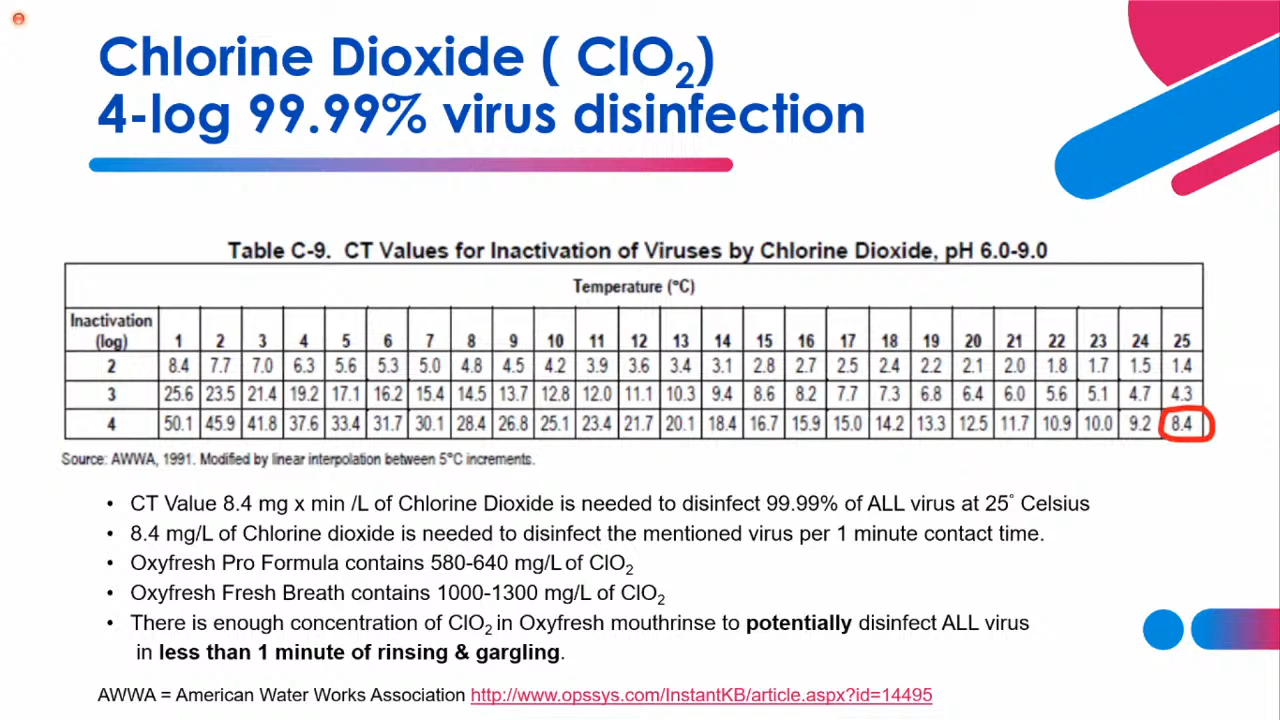 Chlorine Dioxide ( ClO2)
4-log 99.99% virus disinfection
Table C-9. CT Values for Inactivation of Viruses by Chlorine Dioxide, pH 6.0-9.0
Temperature (°C)
Inactivation
(log) 1 2 3 4 5 6 7 8 9 10 11 12 13 14 15 16 17 18 19 20 21 22 23 24 25
2 8.4 7.7 7.0 6.3 5.6 5.3 5.0 4.8 4.5 4.2 3.9 3.6 3.4 3.1 2.8 2.7 2.5 2.4 2.2 2.1 2.0 1.8 1.7 1.5 1.4
3 25.6 23.5 21.4 19.2 17.1 16.2 15.4 14.5 13.7 12.8 12.0 11.1 10.3 9.4 8.6 8.2 7.7 7.3 6.8 6.4 6.0 5.6 5.1 4.7 4.3
4 50.1 45.9 41.8 37.6 33.4 31.7 30.1 28.4 26.8 25.1 23.4 21.7 20.1 18.4 16.7 15.9 15.0 14.2 13.3 12.5 11.7 10.9 10.0 9.2 8.4
Source: AWWA, 1991. Modified by linear interpolation between 5°C increments.
• CT Value 8.4 mg x min /L of Chlorine Dioxide is needed to disinfect 99.99% of ALL virus at 25° Celsius
• 8.4 mg/L of Chlorine dioxide is needed to disinfect the mentioned virus per 1 minute contact time.
• Oxyfresh Pro Formula contains 580-640 mg/L of ClO2
• Oxyfresh Fresh Breath contains 1000-1300 mg/L of ClO2
• There is enough concentration of ClO2 in Oxyfresh mouthrinse to potentially disinfect ALL virus
in less than 1 minute of rinsing & gargling.
AWWA = American Water Works Association http://www.opssys.com/InstantKB/article.aspx?id=14495